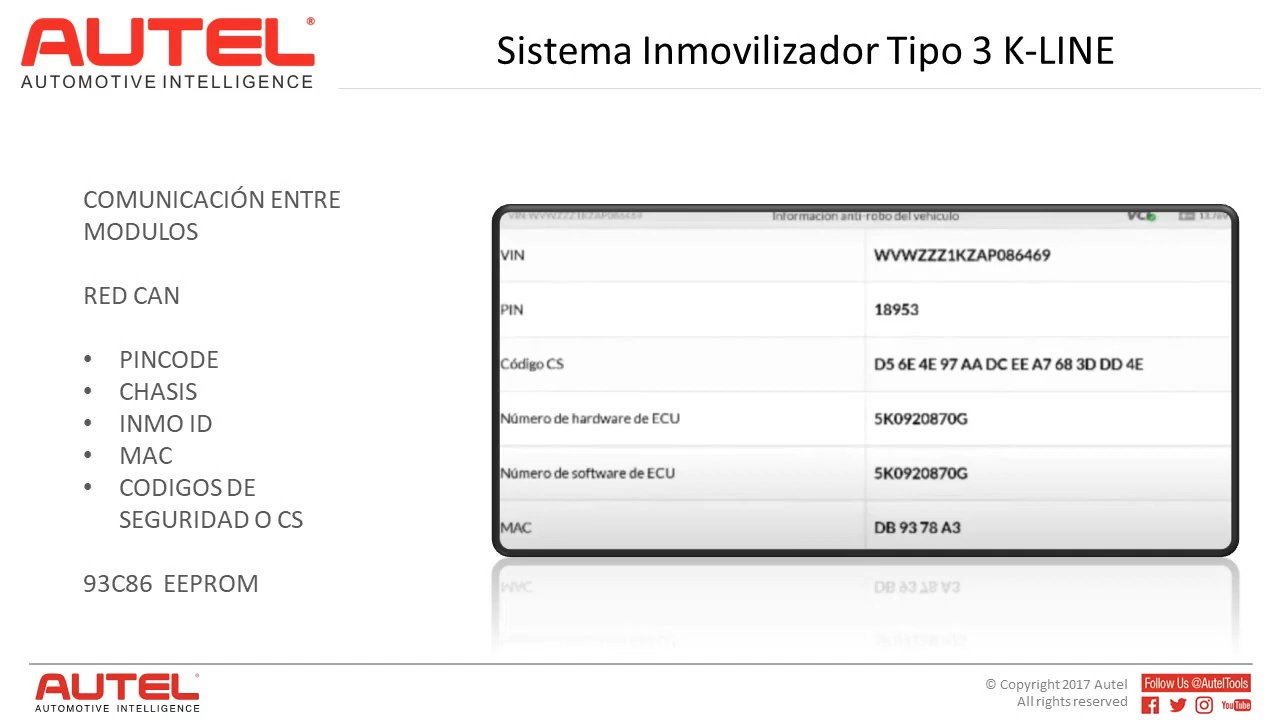 AUTEL®
AUTOMOTIVE INTELLIGENCE
Sistema Inmovilizador Tipo 3 K-LINE
COMUNICACIÓN ENTRE
MODULOS
RED CAN
• PINCODE
• CHASIS
• INMO ID
• MAC
• CODIGOS DE
SEGURIDAD O CS
93C86 EEPROM
VIN:WVWZZZ1KZAP086469 Información anti-robo del vehículo VCI
VIN WVWZZZ1KZAP086469
PIN 18953
Código CS D5 6E 4E 97 AA DC EE A7 68 3D DD 4E
Número de hardware de ECU 5K0920870G
Número de software de ECU 5K0920870G
MAC DB 93 78 A3
AUTEL
AUTOMOTIVE INTELLIGENCE
© Copyright 2017 Autel
All rights reserved
Follow Us @AutelTools
YouTube